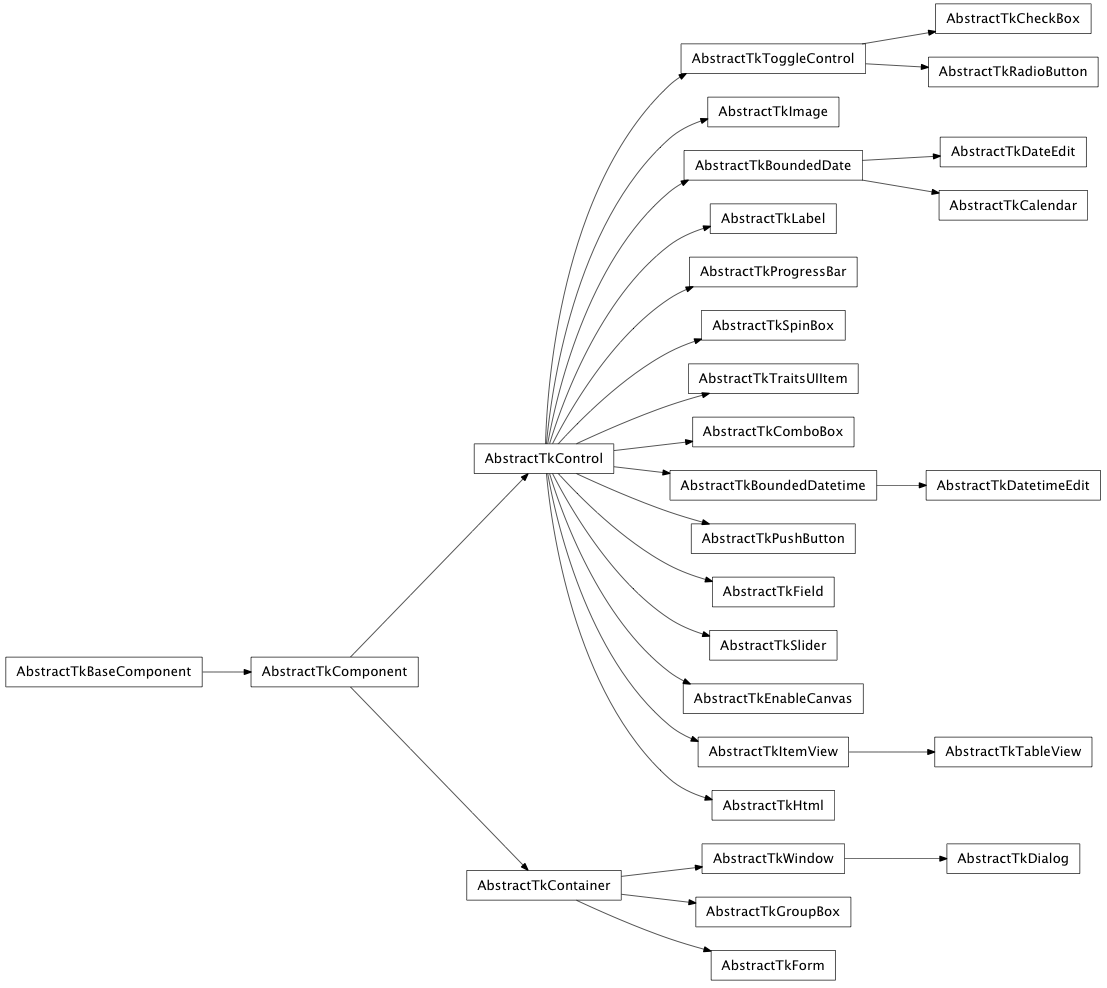 AbstractTkCheckBox
AbstractTkToggleControl
AbstractTkRadioButton
AbstractTkImage
AbstractTkDateEdit
AbstractTkBoundedDate
AbstractTkCalendar
AbstractTkLabel
AbstractTkProgressBar
AbstractTkSpinBox
AbstractTkTraitsUIItem
AbstractTkComboBox
AbstractTkControl
AbstractTkBoundedDatetime
AbstractTkDatetimeEdit
AbstractTkPushButton
AbstractTkField
AbstractTkSlider
AbstractTkBaseComponent
AbstractTkComponent
AbstractTkEnableCanvas
AbstractTkItemView
AbstractTkTableView
AbstractTkHtml
AbstractTkWindow
AbstractTkDialog
AbstractTkContainer
AbstractTkGroupBox
AbstractTkForm